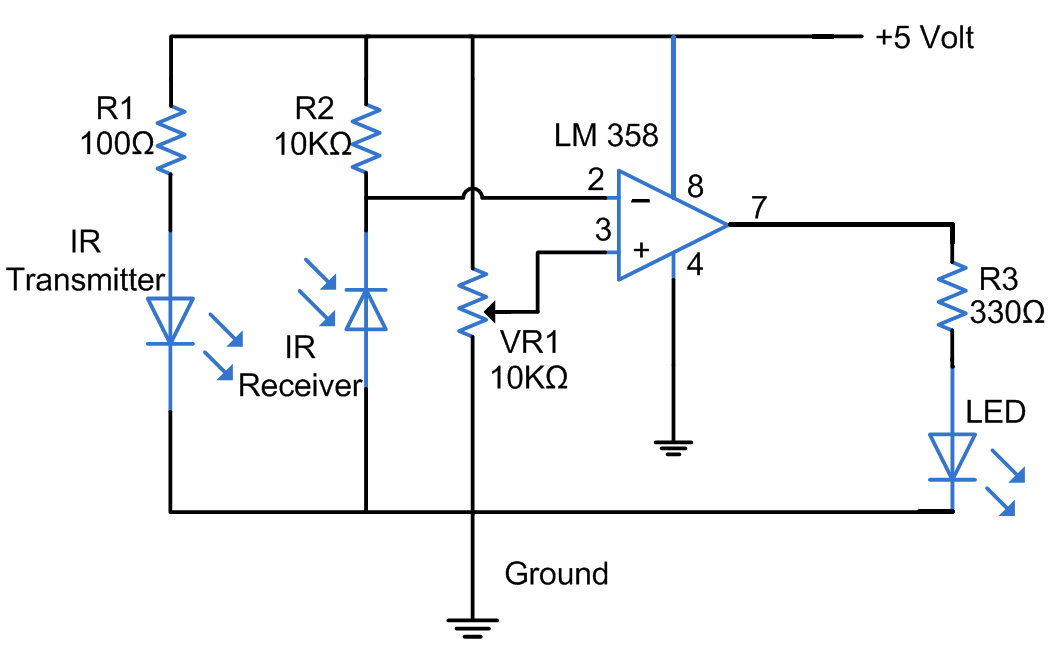 +5 Volt
R1
100Ω
R2
10KΩ
LM 358
2
8
3
7
4
+
−
IR
Transmitter
IR
Receiver
VR1
10KΩ
R3
330Ω
LED
Ground